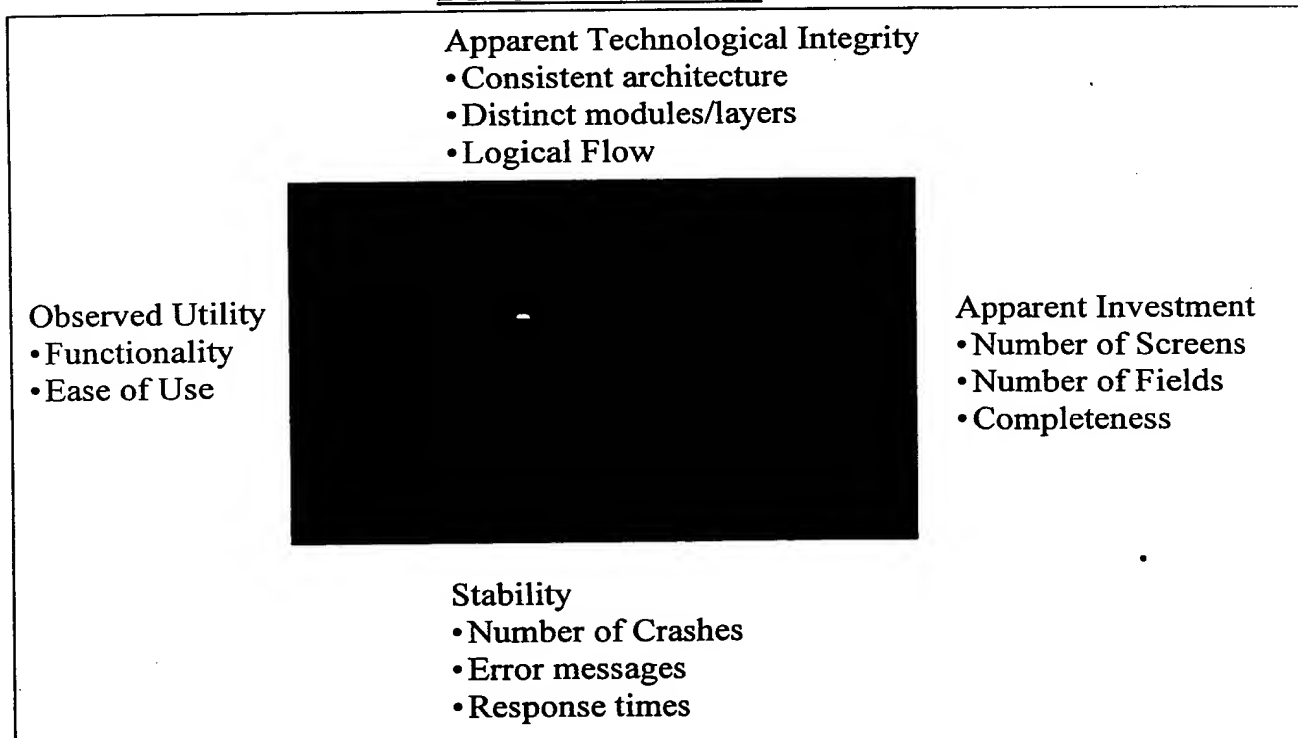 Apparent Technological Integrity
•Consistent architecture
•Distinct modules/layers
•Logical Flow
Observed Utility
•Functionality
•Ease of Use
Apparent Investment
•Number of Screens
•Number of Fields
•Completeness
Stability
•Number of Crashes
•Error messages
•Response times